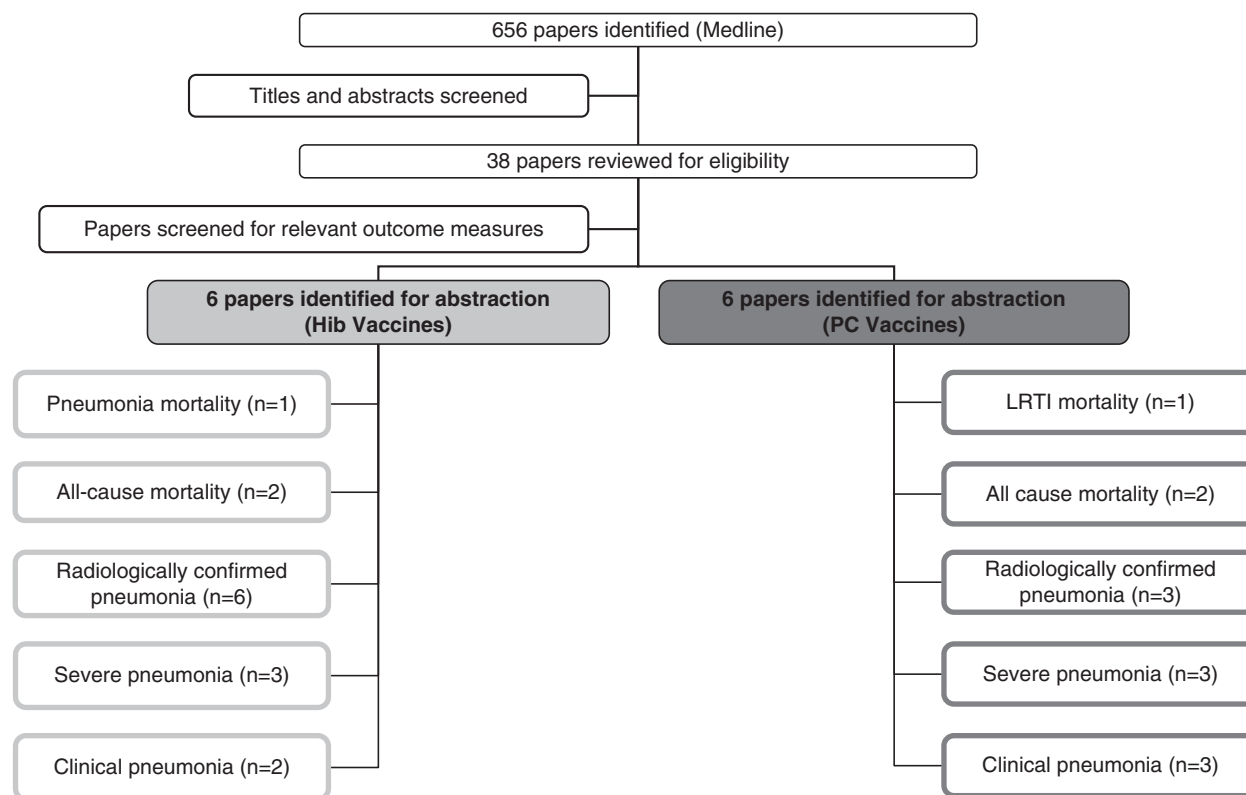 656 papers identified (Medline)
Titles and abstracts screened
38 papers reviewed for eligibility
Papers screened for relevant outcome measures
6 papers identified for abstraction
(Hib Vaccines)
6 papers identified for abstraction
(PC Vaccines)
Pneumonia mortality (n=1)
All-cause mortality (n=2)
Radiologically confirmed
pneumonia (n=6)
Severe pneumonia (n=3)
Clinical pneumonia (n=2)
LRTI mortality (n=1)
All cause mortality (n=2)
Radiologically confirmed
pneumonia (n=3)
Severe pneumonia (n=3)
Clinical pneumonia (n=3)